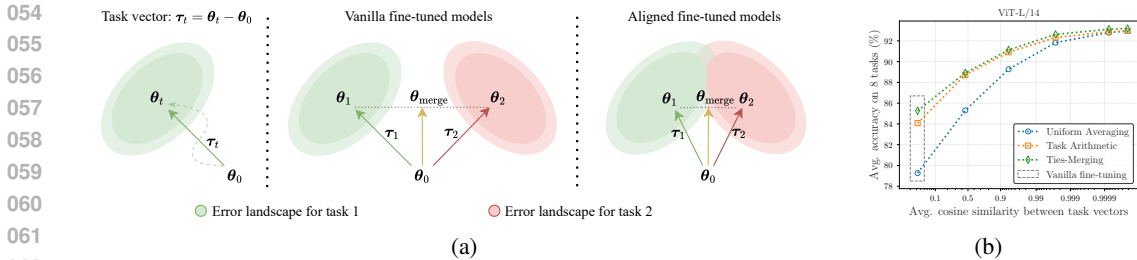 054
055
056
057
058
059
060
061
Task vector: τt = θt − θ0
θt
τt
θ0
Vanilla fine-tuned models
θ1
θmerge
θ2
τ1
τ2
θ0
Aligned fine-tuned models
θ1
θmerge
θ2
τ1
τ2
θ0
Error landscape for task 1
Error landscape for task 2
(a)
ViT-L/14
Avg. accuracy on 8 tasks (%)
92
90
88
86
84
82
80
78
Uniform Averaging
Task Arithmetic
Ties-Merging
Vanilla fine-tuning
0.1 0.5 0.9 0.99 0.999 0.9999
Avg. cosine similarity between task vectors
(b)